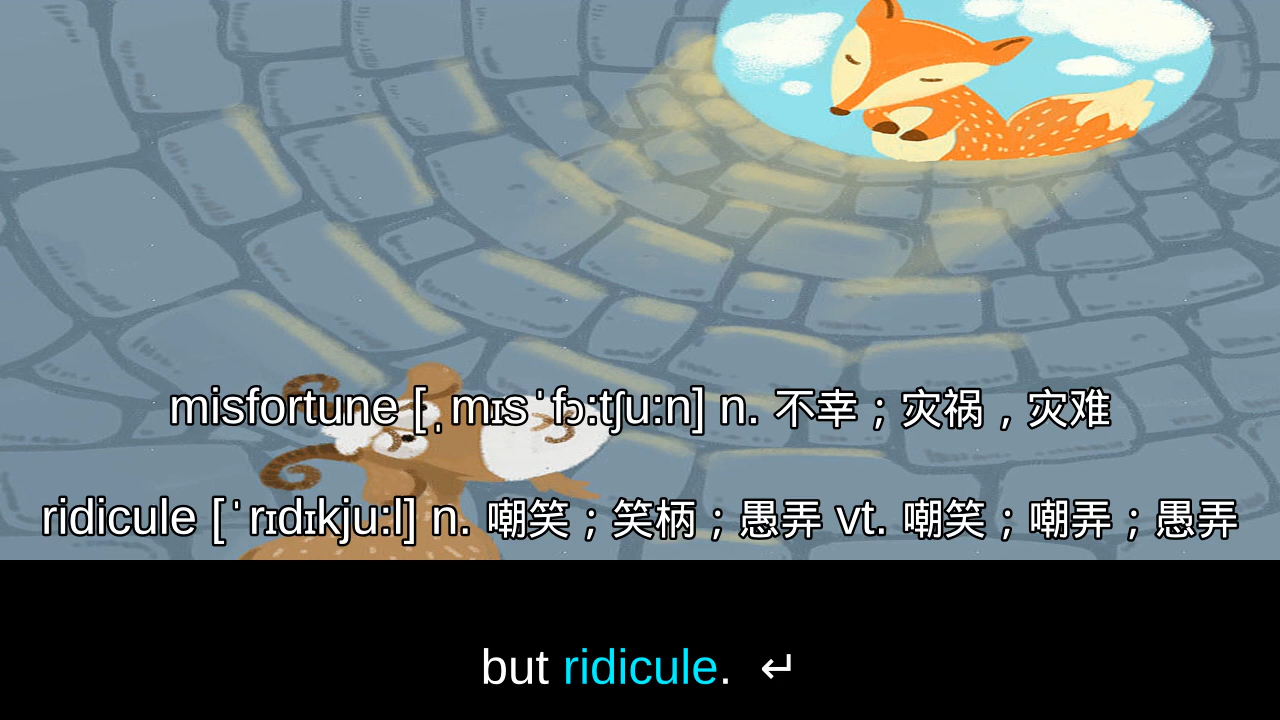 misfortune [ˌmɪsˈfɔ:tʃu:n] n. 不幸；灾祸，灾难
ridicule [ˈrɪdɪkju:l] n. 嘲笑；笑柄；愚弄 vt. 嘲笑；嘲弄；愚弄
but ridicule. ↵